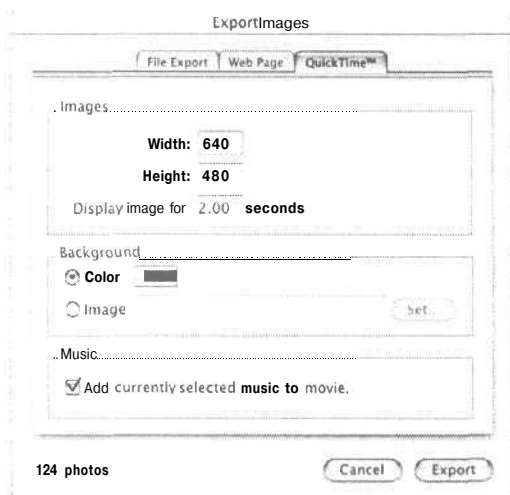 ExportImages
File Export Web Page QuickTime™
Images
Width: 640
Height: 480
Display image for 2.00 seconds
Background
Color
Image Set..
Music
Add currently selected music to movie.
124 photos Cancel Export